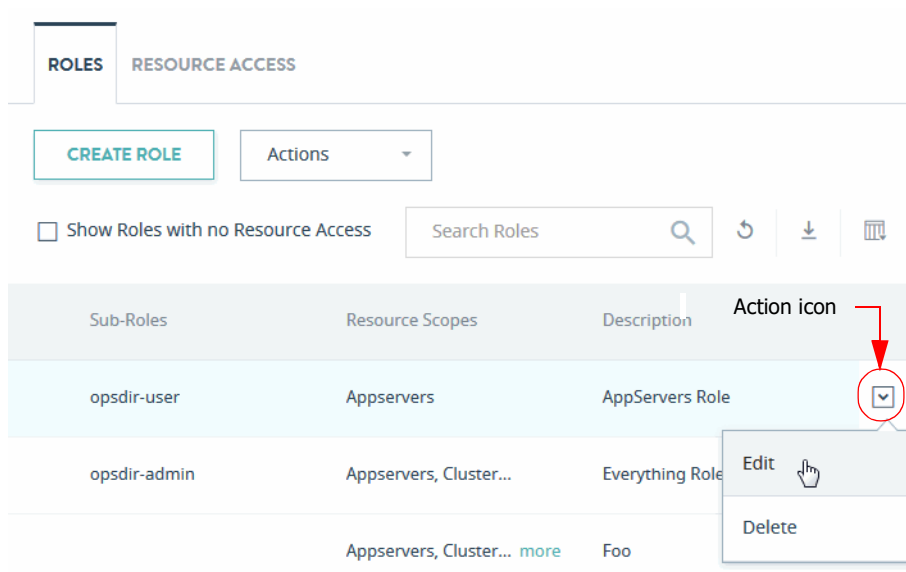 ROLES RESOURCE ACCESS
CREATE ROLE Actions
Show Roles with no Resource Access Search Roles
Action icon
Sub-Roles Resource Scopes Description
opsdir-user Appservers AppServers Role
Edit
opsdir-admin Appservers, Cluster... Everything Role
Delete
Appservers, Cluster... more Foo